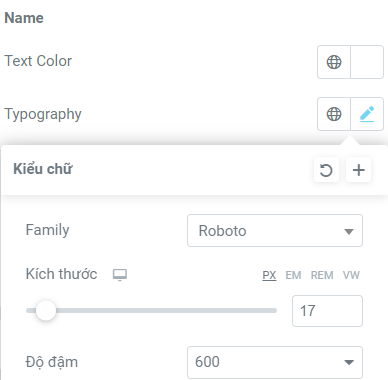 Name
Text Color
Typography
Kiểu chữ
Family Roboto
Kích thước PX EM REM VW
17
Độ đậm 600